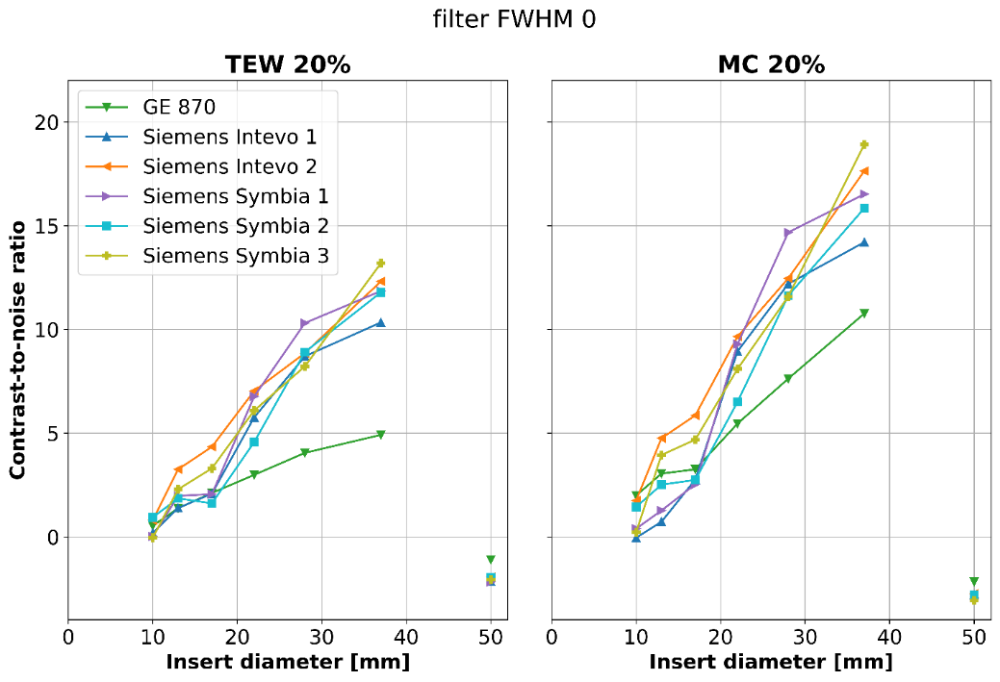 filter FWHM 0
TEW 20%
MC 20%
GE 870
Siemens Intevo 1
Siemens Intevo 2
Siemens Symbia 1
Siemens Symbia 2
Siemens Symbia 3
Contrast-to-noise ratio
20
15
10
5
0
0 10 20 30 40 50
0 10 20 30 40 50
Insert diameter [mm]
Insert diameter [mm]